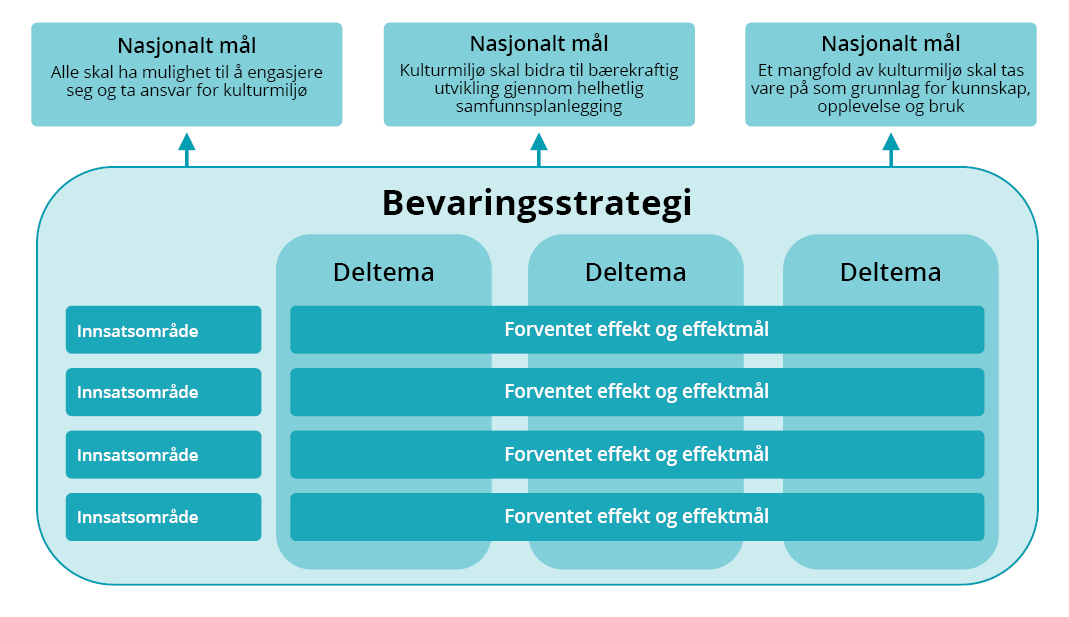 Nasjonalt mål
Alle skal ha mulighet til å engasjere
seg og ta ansvar for kulturmiljø
Nasjonalt mål
Kulturmiljø skal bidra til bærekraftig
utvikling gjennom helhetlig
samfunnsplanlegging
Nasjonalt mål
Et mangfold av kulturmiljø skal tas
vare på som grunnlag for kunnskap,
opplevelse og bruk
Bevaringsstrategi
Deltema
Deltema
Deltema
Innsatsområde
Forventet effekt og effektmål
Innsatsområde
Forventet effekt og effektmål
Innsatsområde
Forventet effekt og effektmål
Innsatsområde
Forventet effekt og effektmål